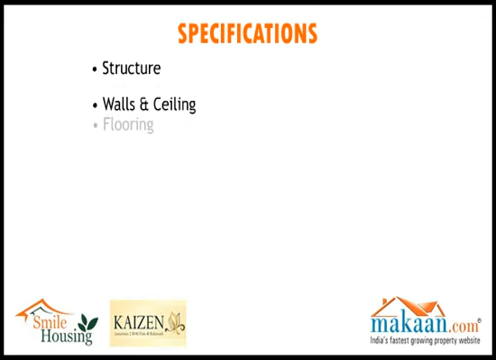 SPECIFICATIONS
• Structure
• Walls & Ceiling
• Flooring
Smile
Housing
KAIZEN
makaan.com
India's fastest growing property website